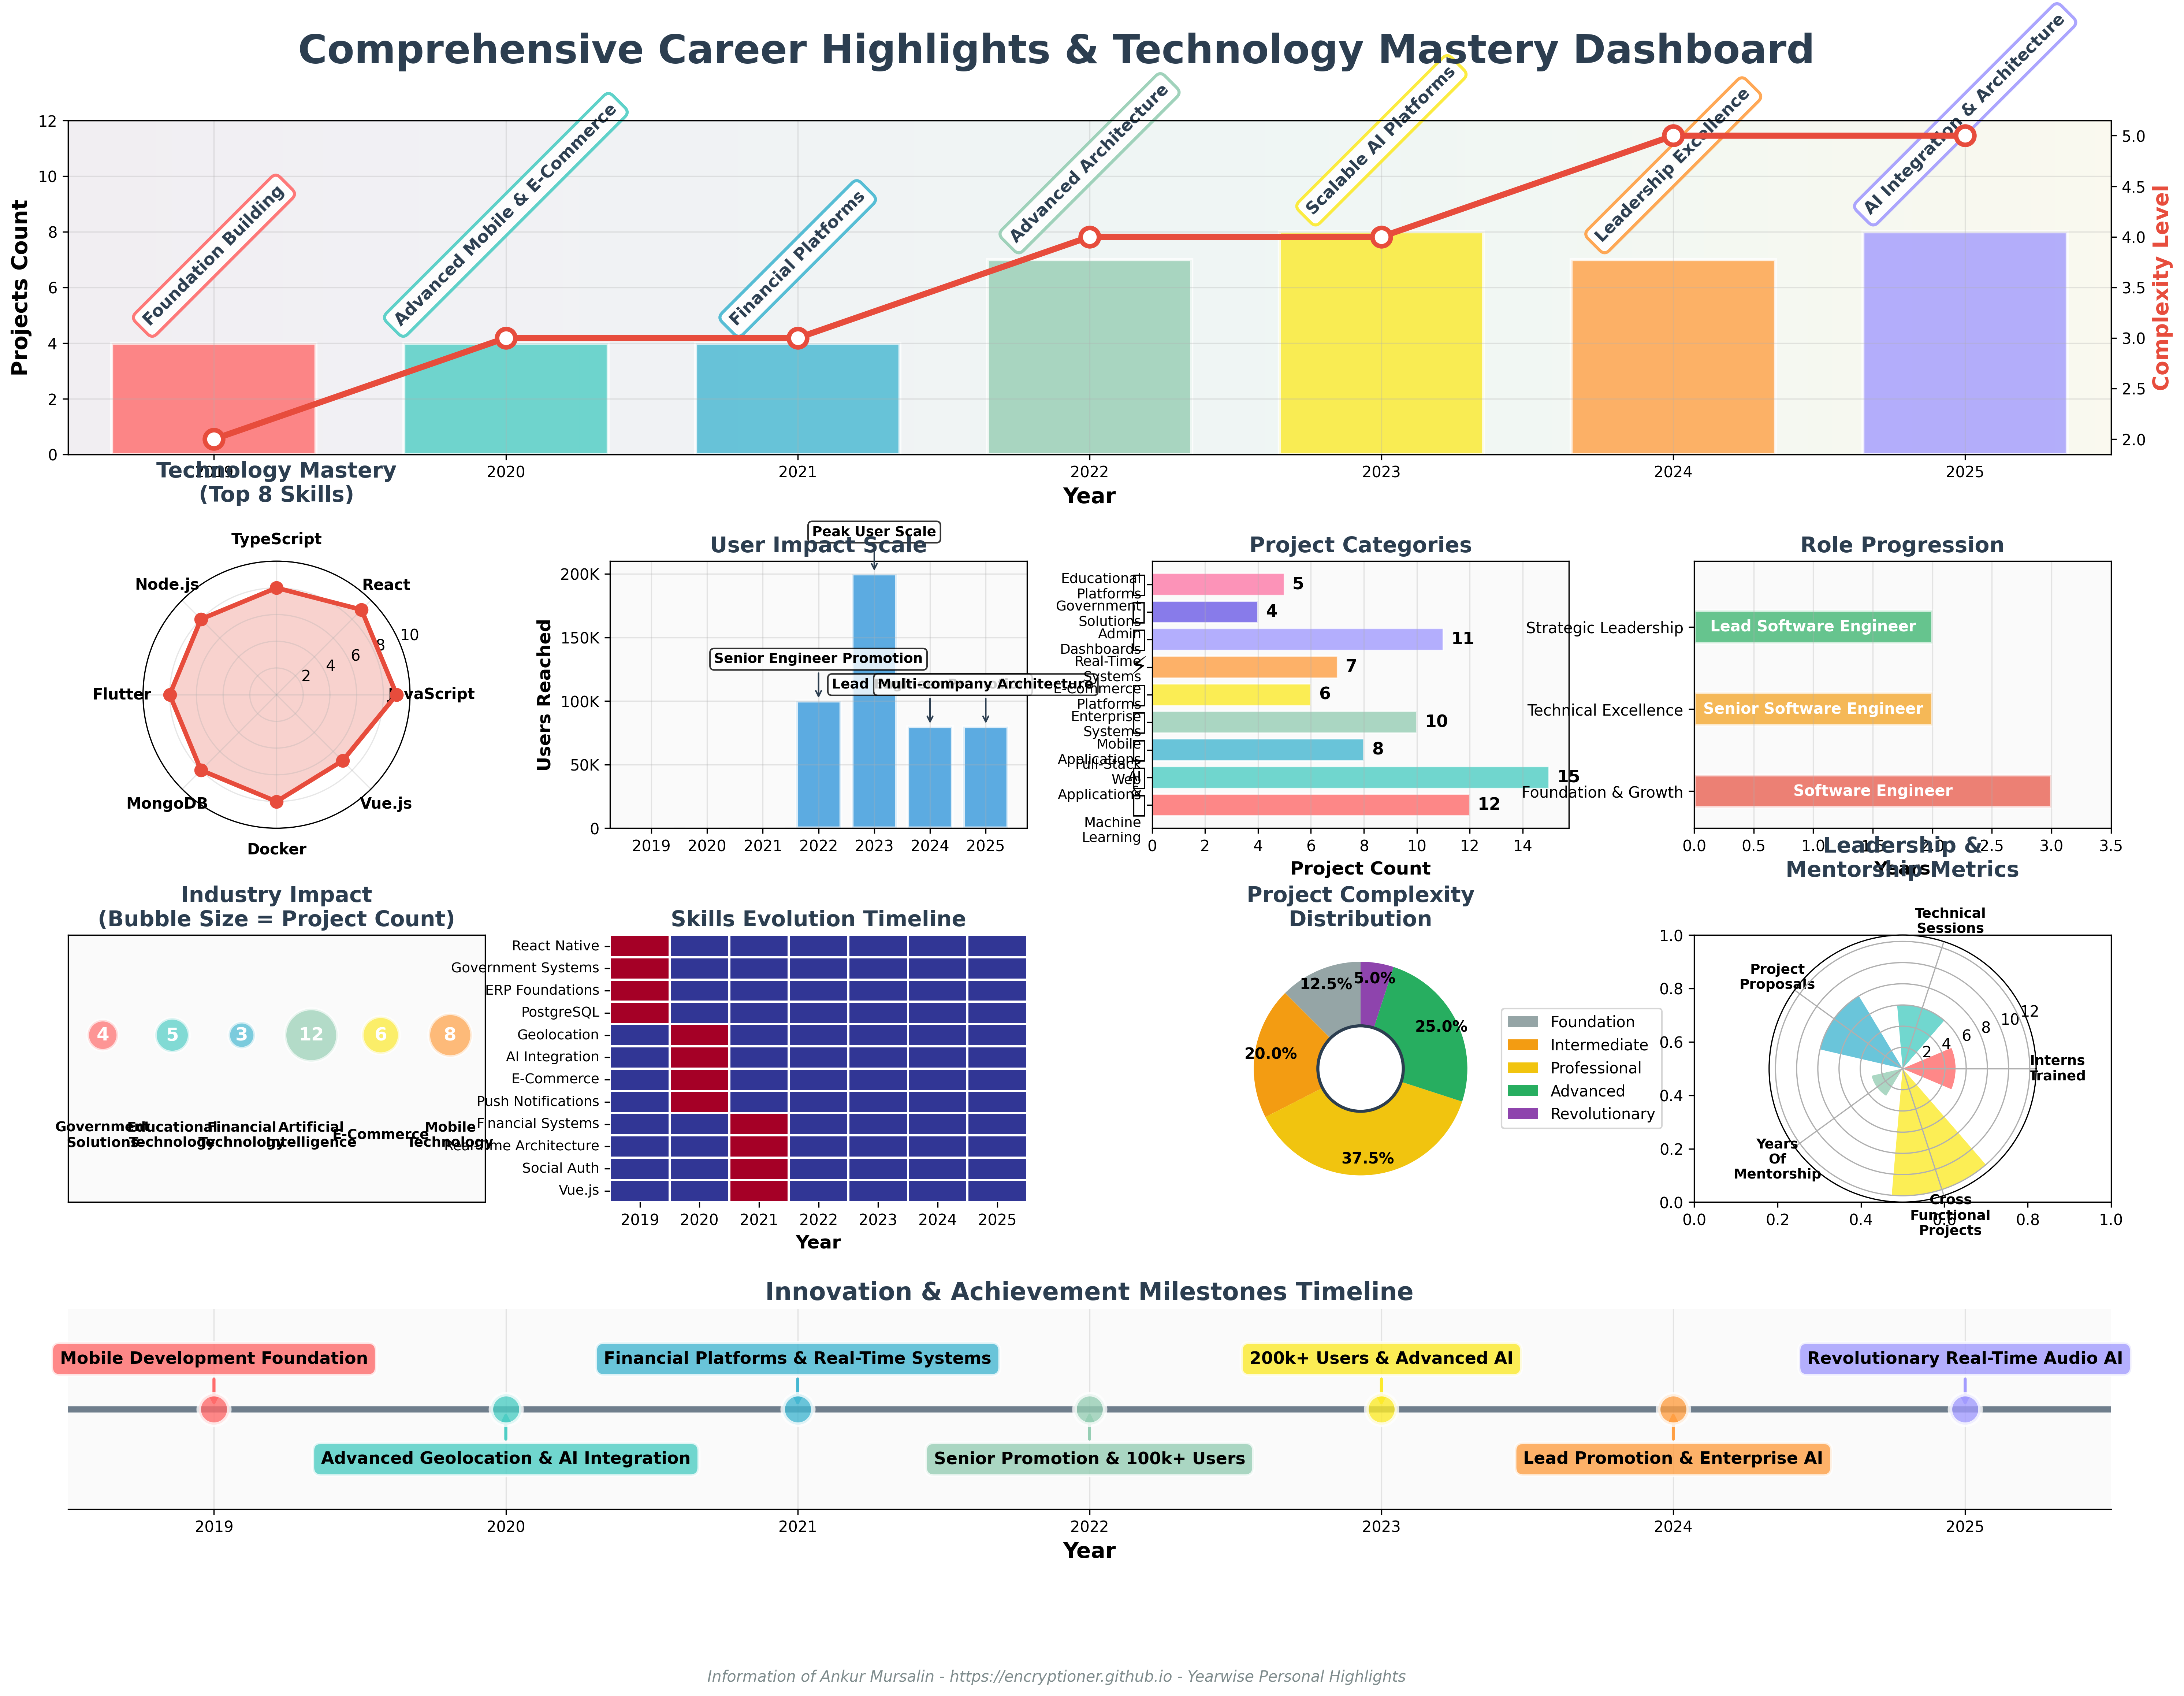 Comprehensive Career Highlights & Technology Mastery Dashboard
Foundation Building
Advanced Mobile & E-Commerce
Financial Platforms
Advanced Architecture
Scalable AI Platforms
Leadership Excellence
AI Integration & Architecture
Projects Count
0
2
4
6
8
10
12
Complexity Level
2.0
2.5
3.0
3.5
4.0
4.5
5.0
2019
2020
2021
2022
2023
2024
2025
Year
Technology Mastery
(Top 8 Skills)
TypeScript
Node.js
React
Flutter
JavaScript
MongoDB
Vue.js
Docker
2
4
6
8
10
User Impact Scale
Peak User Scale
Senior Engineer Promotion
Lead
Multi-company Architecture
Users Reached
200K
150K
100K
50K
0
2019
2020
2021
2022
2023
2024
2025
Project Categories
Educational
Platforms
Government
Solutions
Admin
Dashboards
Real-Time
Systems
E-Commerce
Platforms
Enterprise
Systems
Mobile
Applications
Full-Stack
Web
Applications
AI
Machine
Learning
5
4
11
7
6
10
8
15
12
0
2
4
6
8
10
12
14
Project Count
Role Progression
Strategic Leadership
Technical Excellence
Foundation & Growth
Lead Software Engineer
Senior Software Engineer
Software Engineer
0.0
0.5
1.0
1.5
2.0
2.5
3.0
3.5
Years
Industry Impact
(Bubble Size = Project Count)
4
5
3
12
6
8
Government
Solutions
Educational
Technology
Financial
Technology
Artificial
Intelligence
E-Commerce
Mobile
Technology
Skills Evolution Timeline
React Native
Government Systems
ERP Foundations
PostgreSQL
Geolocation
AI Integration
E-Commerce
Push Notifications
Financial Systems
Real-Time Architecture
Social Auth
Vue.js
2019
2020
2021
2022
2023
2024
2025
Year
Project Complexity
Distribution
12.5%
5.0%
25.0%
20.0%
37.5%
Foundation
Intermediate
Professional
Advanced
Revolutionary
Leadership &
Mentorship Metrics
Technical
Sessions
Project
Proposals
Interns
Trained
Years
Of
Mentorship
Cross
Functional
Projects
2
4
6
8
10
12
1.0
0.8
0.6
0.4
0.2
0.0
0.0
0.2
0.4
0.6
0.8
1.0
Innovation & Achievement Milestones Timeline
Mobile Development Foundation
Financial Platforms & Real-Time Systems
200k+ Users & Advanced AI
Revolutionary Real-Time Audio AI
Advanced Geolocation & AI Integration
Senior Promotion & 100k+ Users
Lead Promotion & Enterprise AI
2019
2020
2021
2022
2023
2024
2025
Year
Information of Ankur Mursalin - https://encryptioner.github.io - Yearwise Personal Highlights